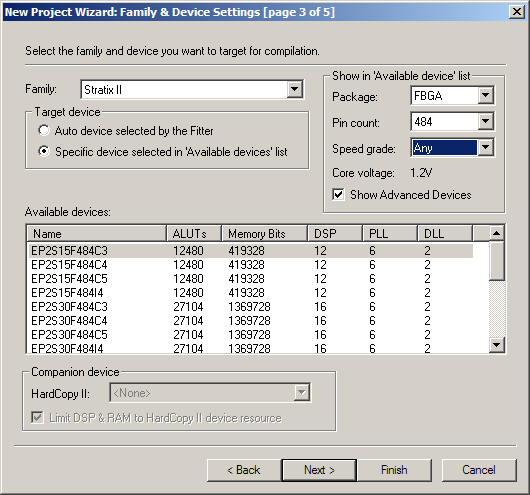 New Project Wizard: Family & Device Settings [page 3 of 5]
Select the family and device you want to target for compilation.
Family: Stratix II
Target device
Auto device selected by the Fitter
Specific device selected in 'Available devices' list
Show in 'Available device' list
Package: FBGA
Pin count: 484
Speed grade: Any
Core voltage: 1.2V
Show Advanced Devices
Available devices:
Name ALUTs Memory Bits DSP PLL DLL
EP2S15F484C3 12480 419328 12 6 2
EP2S15F484C4 12480 419328 12 6 2
EP2S15F484C5 12480 419328 12 6 2
EP2S15F484I4 12480 419328 12 6 2
EP2S30F484C3 27104 1369728 16 6 2
EP2S30F484C4 27104 1369728 16 6 2
EP2S30F484C5 27104 1369728 16 6 2
EP2S30F484I4 27104 1369728 16 6 2
Companion device
HardCopy II: <None>
Limit DSP & RAM to HardCopy II device resource
< Back Next > Finish Cancel